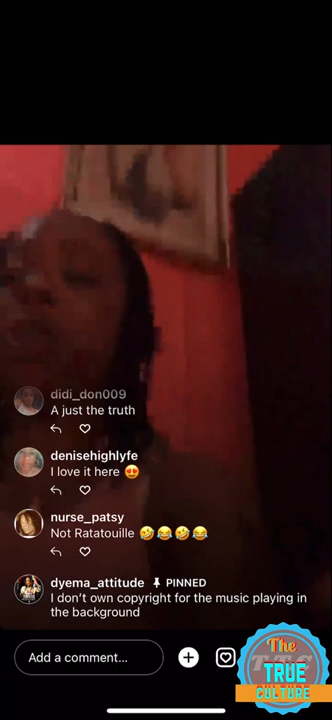 didi_don009
A just the truth
denisehighlyfe
I love it here 😍
nurse_patsy
Not Ratatouille 🤣😂🤣😂
dyema_attitude 📌 PINNED
I don't own copyright for the music playing in
the background
Add a comment...
The
TRUE
CULTURE